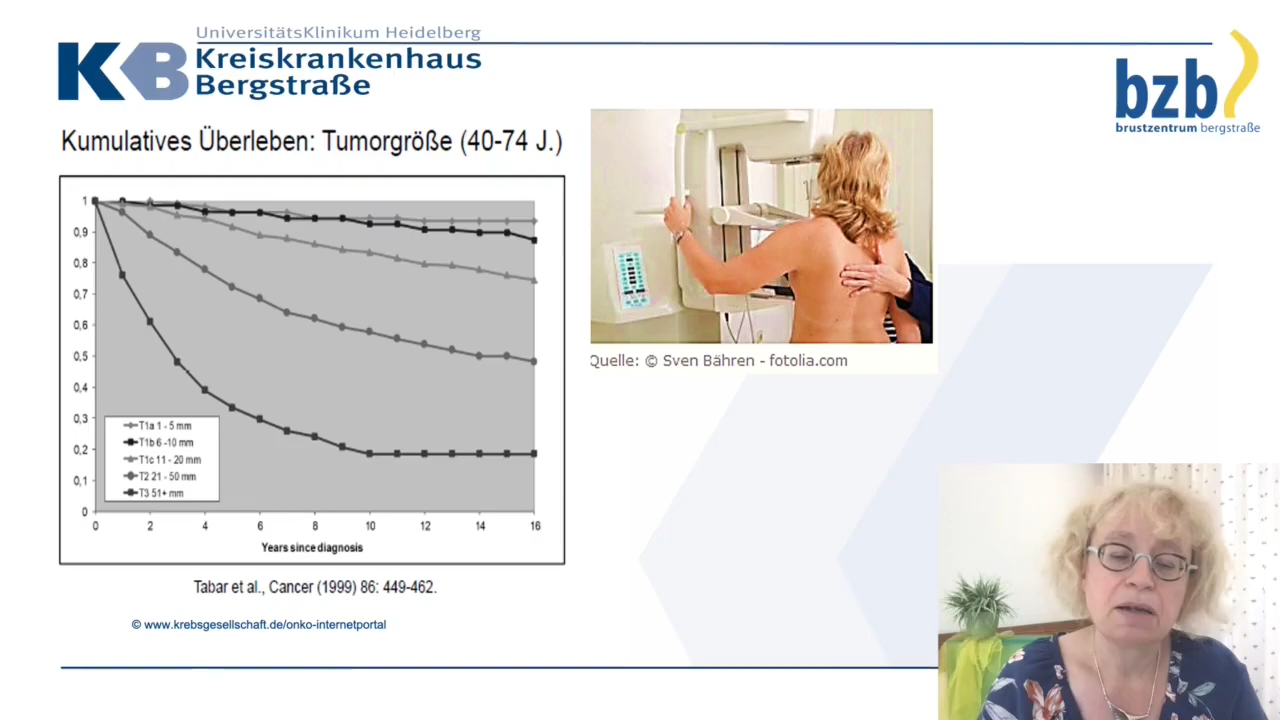 UniversitätsKlinikum Heidelberg
KB Kreiskrankenhaus
Bergstraße
bzb
brustzentrum bergstraße
Kumulatives Überleben: Tumorgröße (40-74 J.)
1
0,9
0,8
0,7
0,6
0,5
0,4
0,3
0,2
0,1
0
T1a 1 - 5 mm
T1b 6 -10 mm
T1c 11 - 20 mm
T2 21 - 50 mm
T3 51+ mm
0 2 4 6 8 10 12 14 16
Years since diagnosis
Tabar et al., Cancer (1999) 86: 449-462.
© www.krebsgesellschaft.de/onko-internetportal
Quelle: © Sven Bähren - fotolia.com